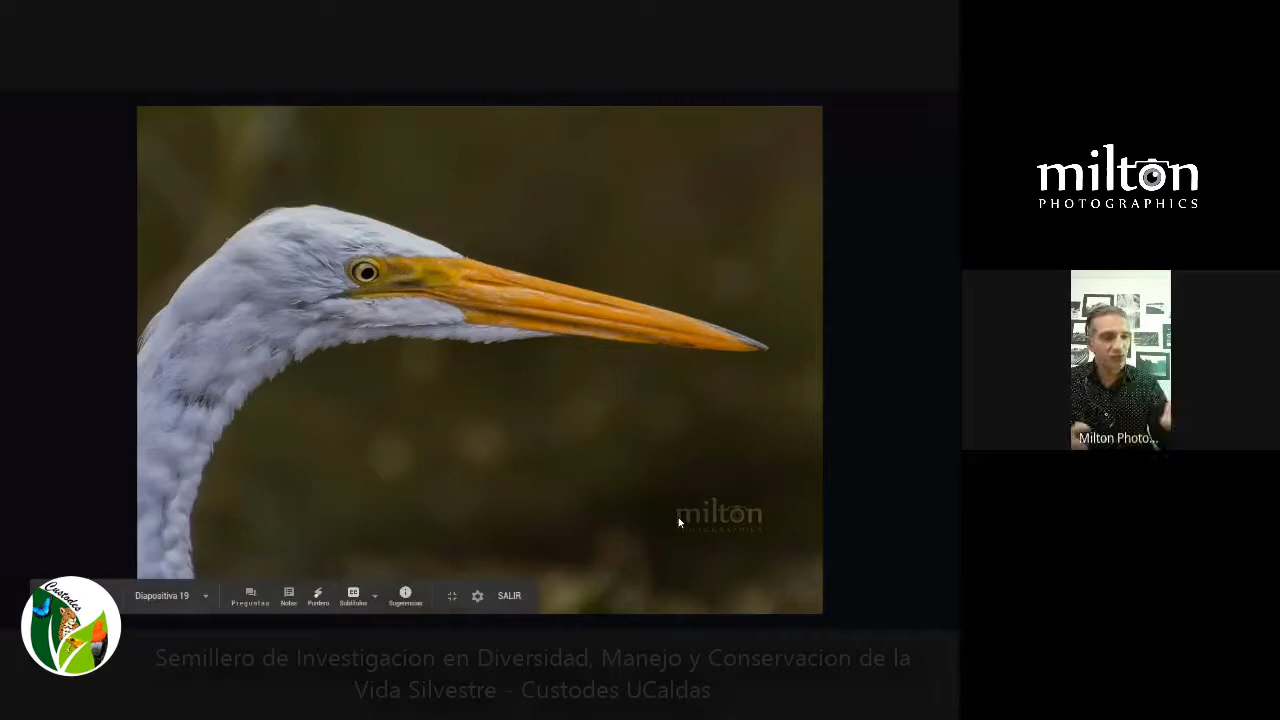 milton
PHOTOGRAPHICS
Milton Photo...
milton
PHOTOGRAPHICS
Diapositiva 19
Preguntas
Notas
Puntero
Subtítulos
Sugerencias
SALIR
Custodes
Semillero de Investigacion en Diversidad, Manejo y Conservacion de la
Vida Silvestre - Custodes UCaldas